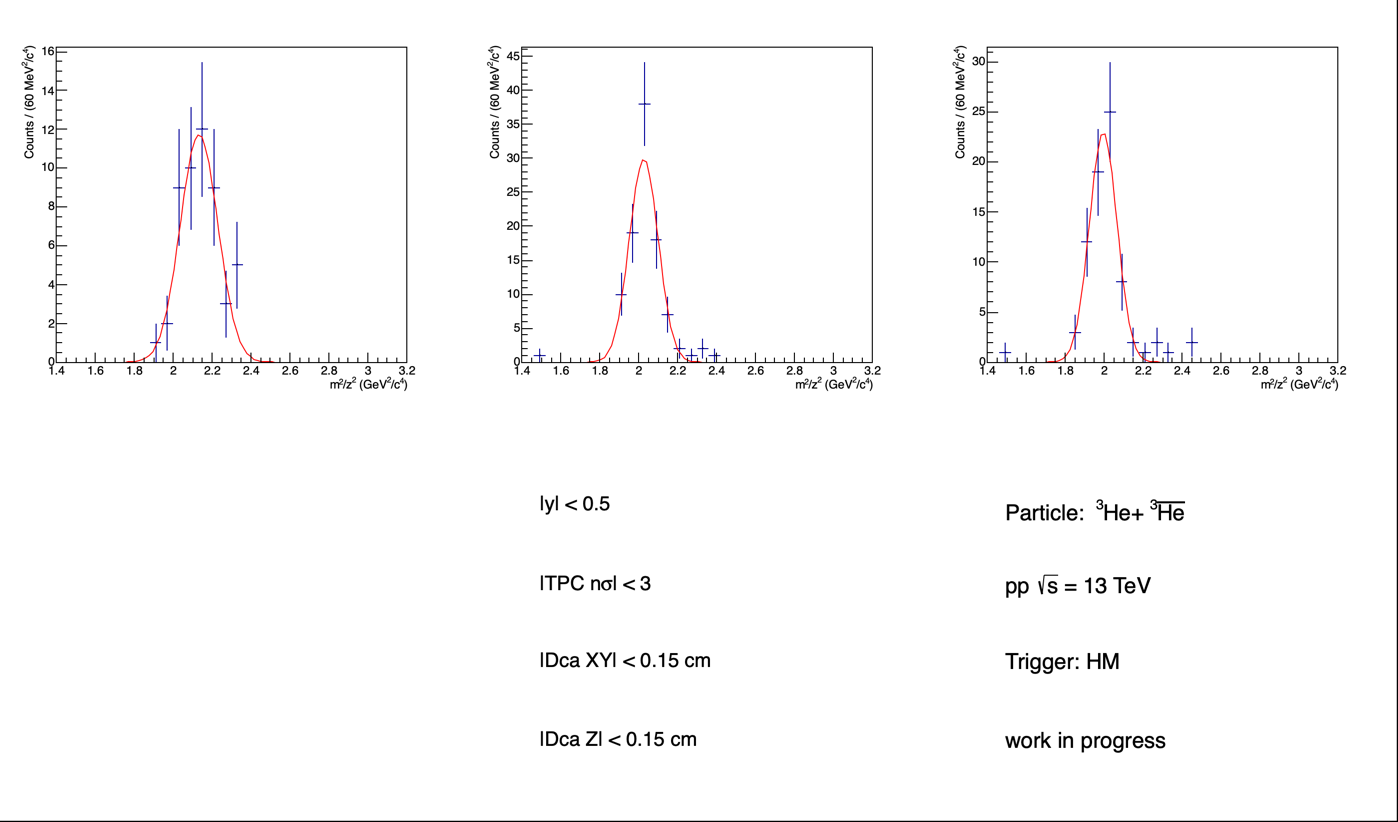 Counts / (60 MeV²/c⁴)
16
14
12
10
8
6
4
2
0
1.4 1.6 1.8 2 2.2 2.4 2.6 2.8 3 3.2
m²/z² (GeV²/c⁴)
Counts / (60 MeV²/c⁴)
45
40
35
30
25
20
15
10
5
0
1.4 1.6 1.8 2 2.2 2.4 2.6 2.8 3 3.2
m²/z² (GeV²/c⁴)
Counts / (60 MeV²/c⁴)
30
25
20
15
10
5
0
1.4 1.6 1.8 2 2.2 2.4 2.6 2.8 3 3.2
m²/z² (GeV²/c⁴)
|y| < 0.5
|TPC nσ| < 3
|Dca XY| < 0.15 cm
|Dca Z| < 0.15 cm
Particle: ³He+ ³H̅e̅
pp √s = 13 TeV
Trigger: HM
work in progress